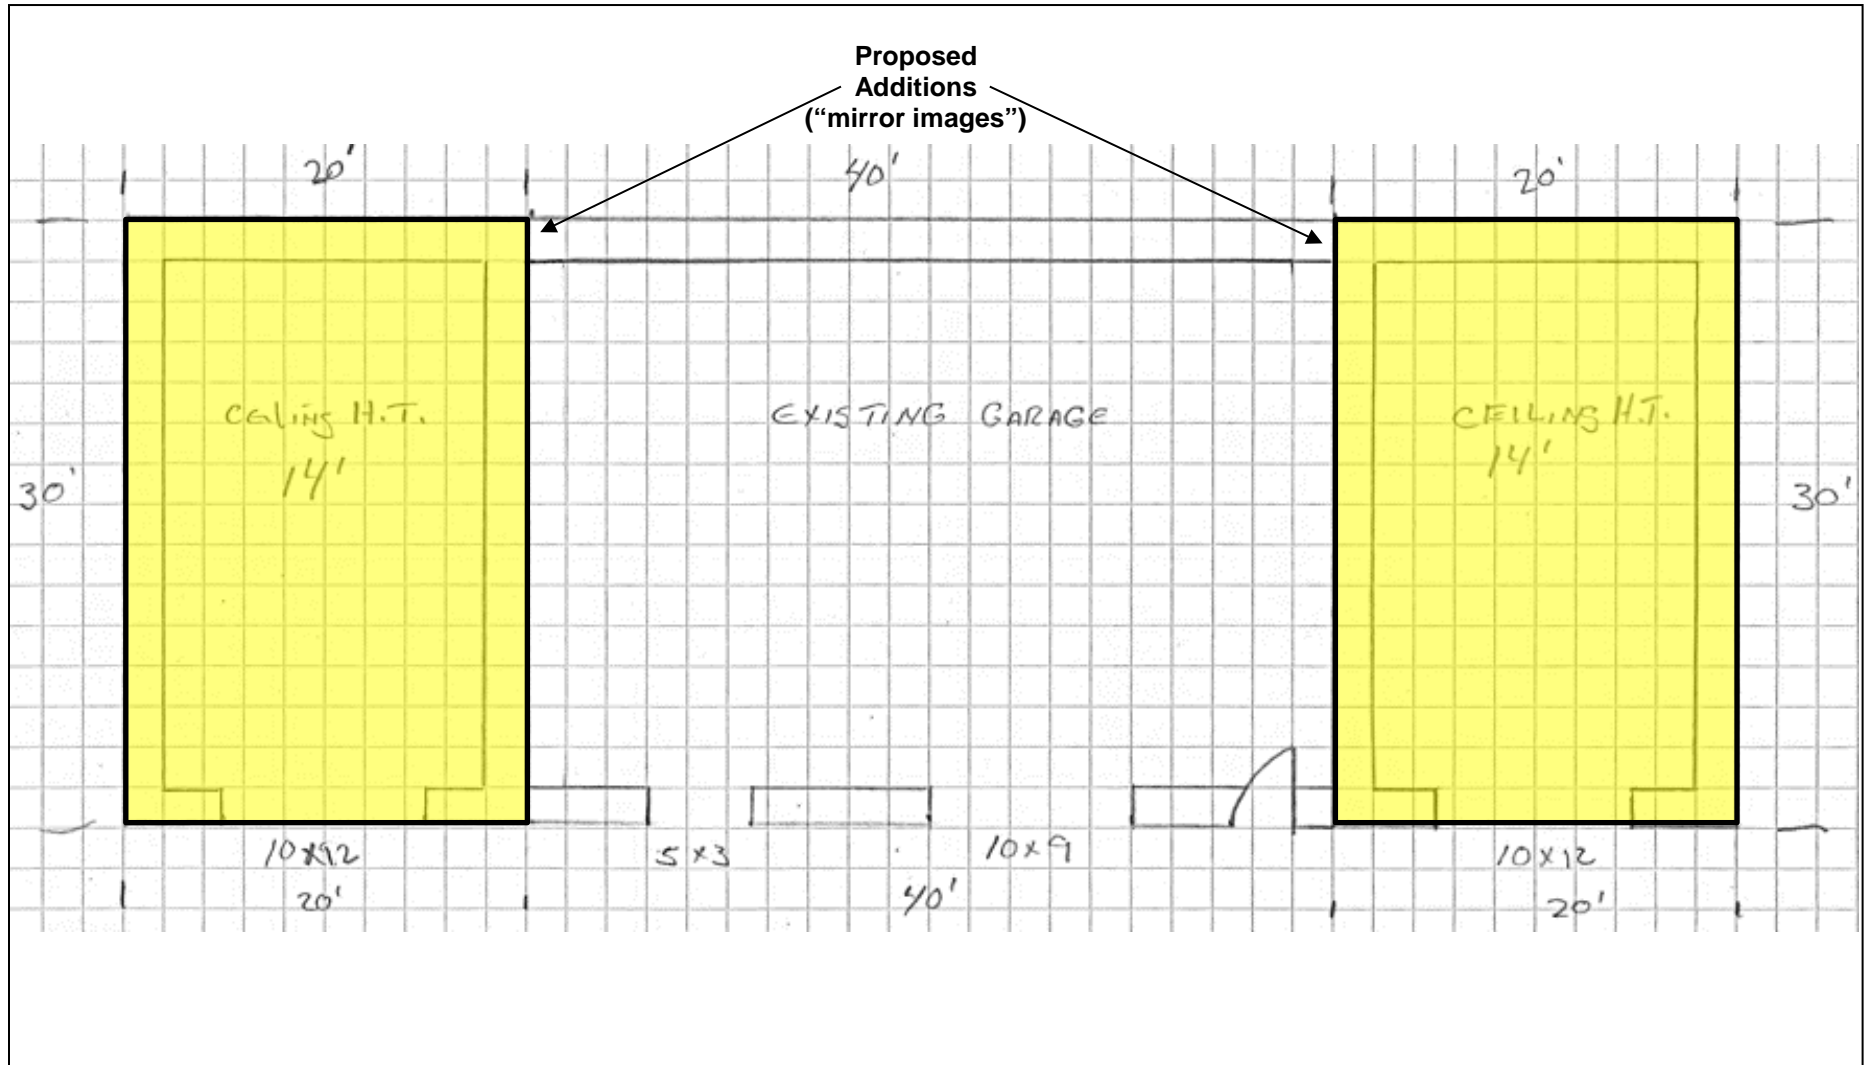 Proposed
Additions
(“mirror images”)
20' 40' 20'
CEILING H.T. EXISTING GARAGE CEILING H.T.
14' 14'
30' 30'
10x12 5x3 10x9 10x12
20' 40' 20'